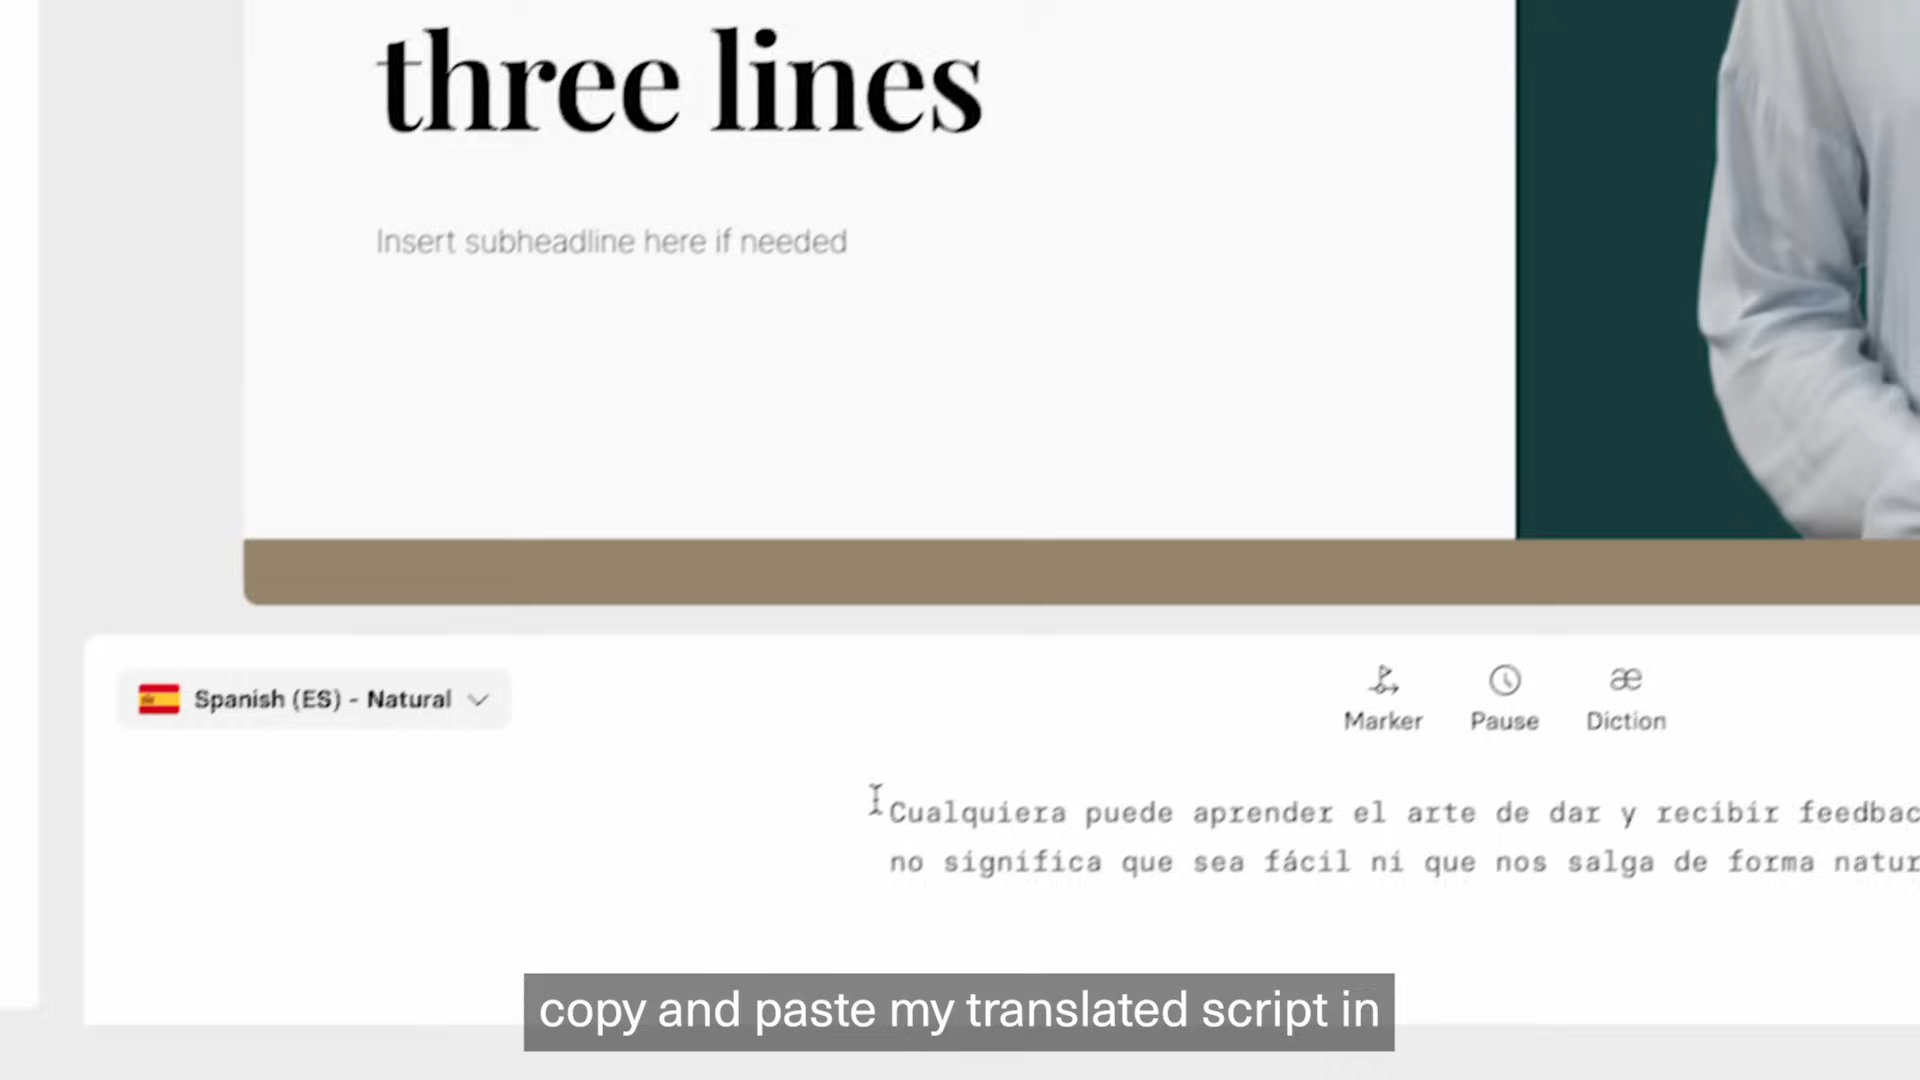 three lines
Insert subheadline here if needed
Spanish (ES) - Natural
Marker
Pause
æ
Diction
Cualquiera puede aprender el arte de dar y recibir
no significa que sea fácil ni que nos salga de forma
copy and paste my translated script in